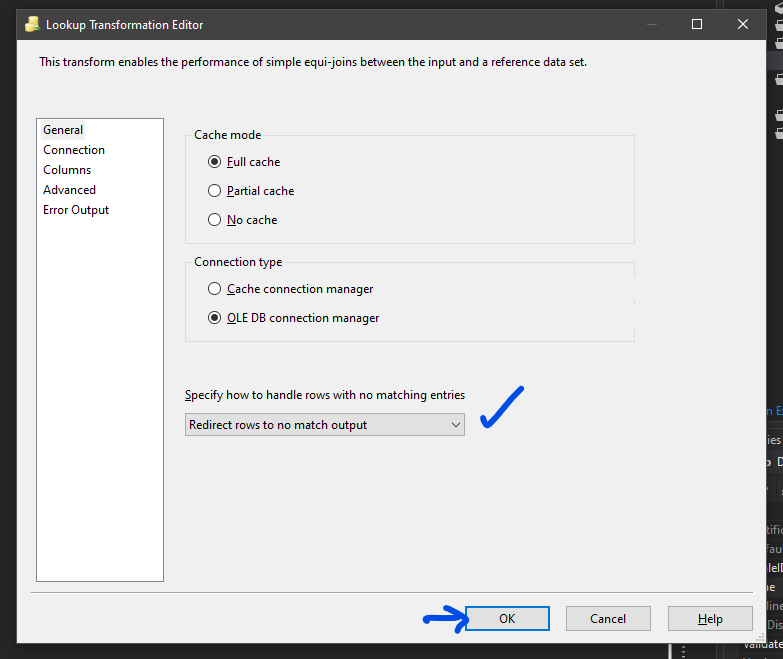 Lookup Transformation Editor
This transform enables the performance of simple equi-joins between the input and a reference data set.
General
Connection
Columns
Advanced
Error Output
Cache mode
Full cache
Partial cache
No cache
Connection type
Cache connection manager
OLE DB connection manager
Specify how to handle rows with no matching entries
Redirect rows to no match output
OK
Cancel
Help